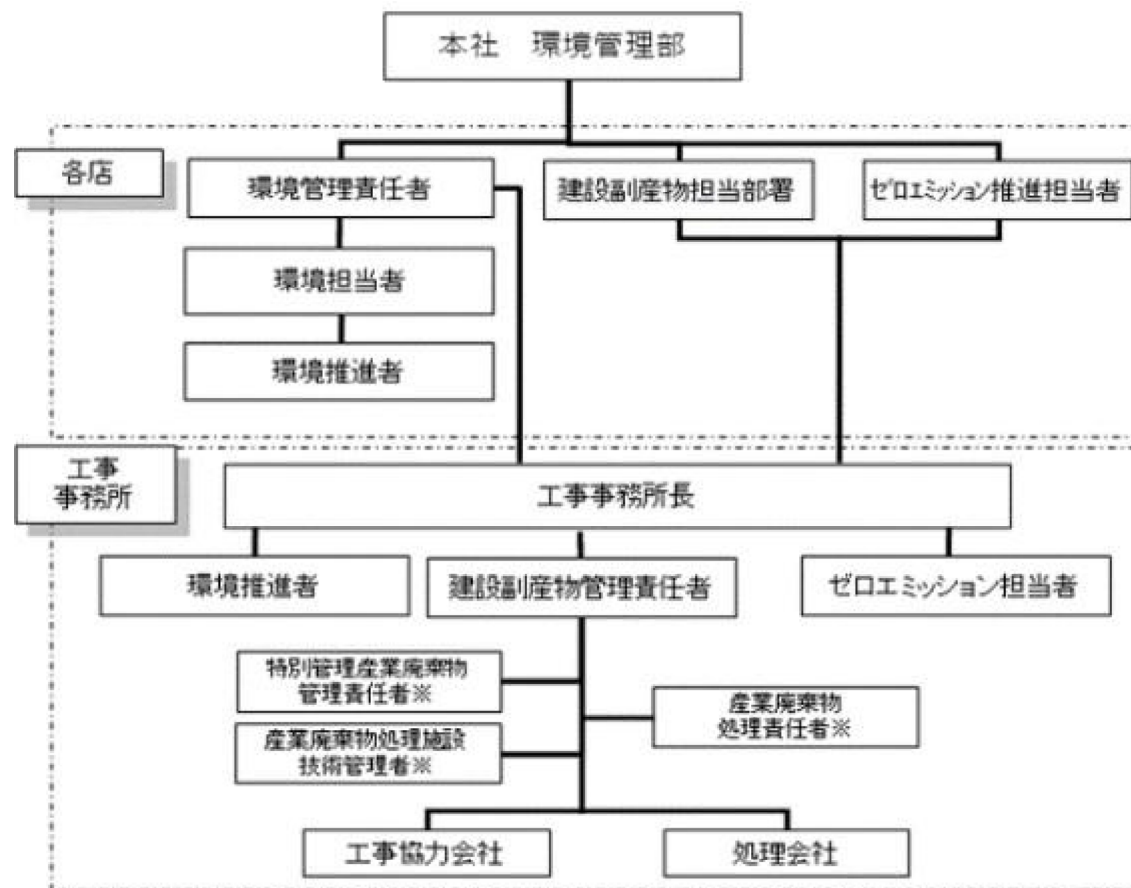 本社 環境管理部
各店
環境管理責任者
建設副産物担当部署
ゼロエミッション推進担当者
環境担当者
環境推進者
工事
事務所
工事事務所長
環境推進者
建設副産物管理責任者
ゼロエミッション担当者
特別管理産業廃棄物
管理責任者※
産業廃棄物
処理責任者※
産業廃棄物処理施設
技術管理者※
工事協力会社
処理会社